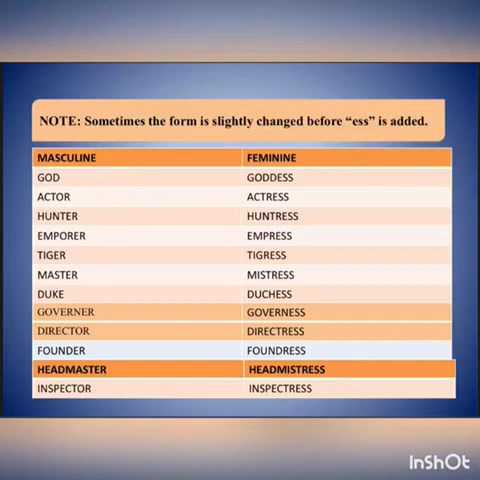 NOTE: Sometimes the form is slightly changed before “ess” is added.
MASCULINE FEMININE
GOD GODDESS
ACTOR ACTRESS
HUNTER HUNTRESS
EMPORER EMPRESS
TIGER TIGRESS
MASTER MISTRESS
DUKE DUCHESS
GOVERNER GOVERNESS
DIRECTOR DIRECTRESS
FOUNDER FOUNDRESS
HEADMASTER HEADMISTRESS
INSPECTOR INSPECTRESS
InShOt